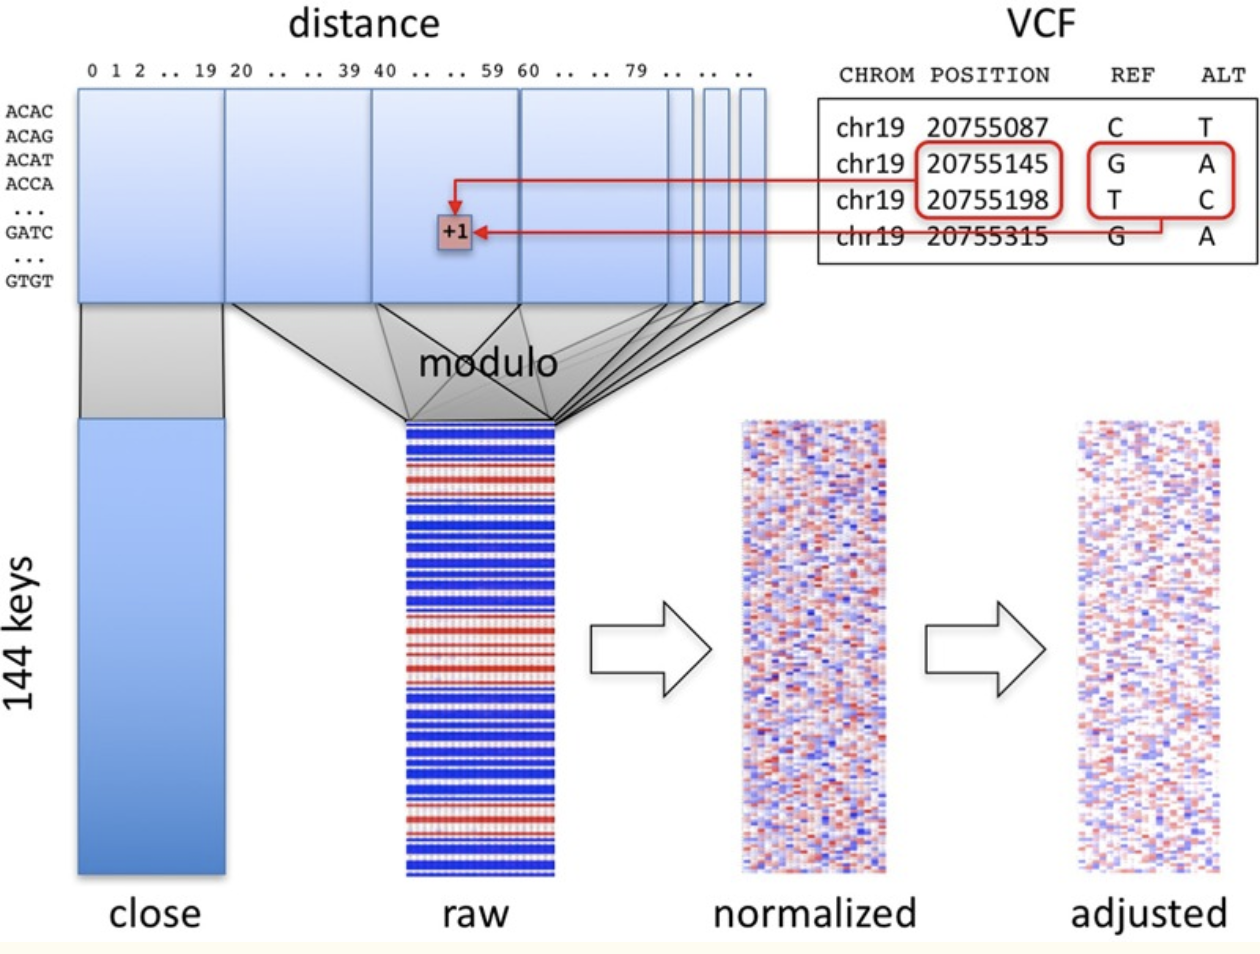 distance
VCF
0 1 2 .. 19 20 .. .. 39 40 .. .. 59 60 .. .. 79 .. .. ..
CHROM POSITION REF ALT
ACAC
ACAG
ACAT
ACCA
...
GATC
...
GTGT
+1
chr19 20755087 C T
chr19 20755145 G A
chr19 20755198 T C
chr19 20755315 G A
modulo
144 keys
close
raw
normalized
adjusted